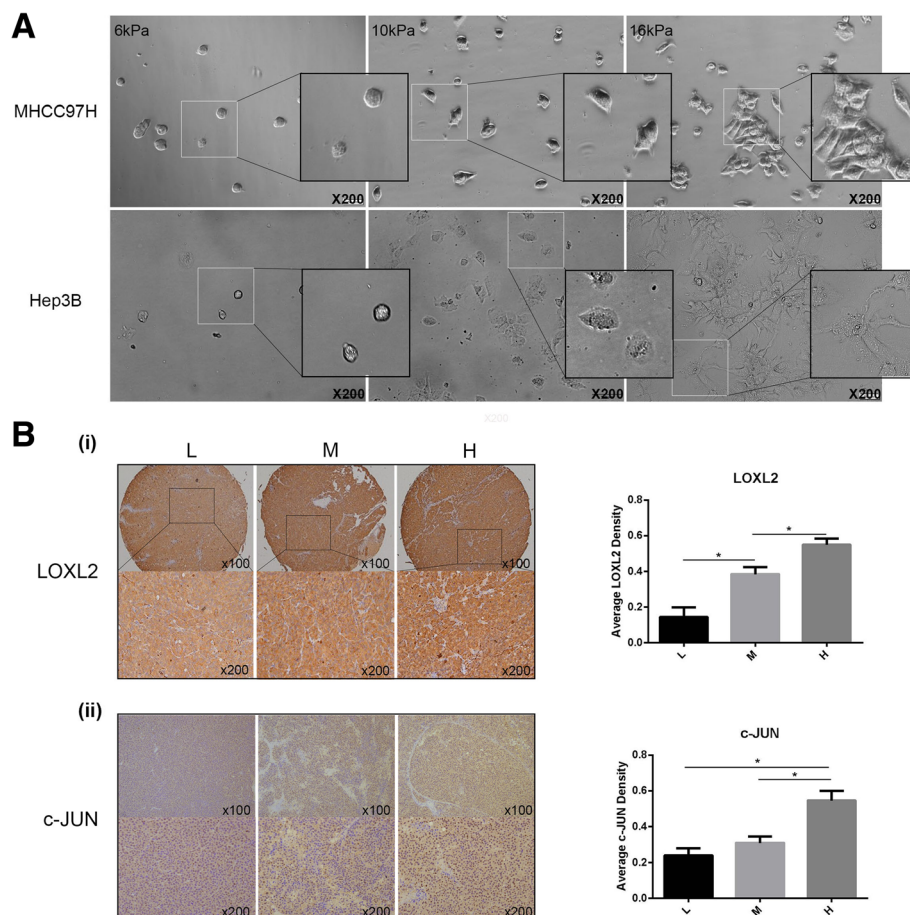 A
6kPa
10kPa
16kPa
MHCC97H
X200
X200
X200
Hep3B
X200
X200
X200
X200
B
(i)
L
M
H
LOXL2
x100
x100
x100
x200
x200
x200
LOXL2
Average LOXL2 Density
0.8
0.6
0.4
0.2
0.0
*
*
L
M
H
(ii)
c-JUN
x100
x100
x100
x200
x200
x200
c-JUN
Average c-JUN Density
0.8
0.6
0.4
0.2
0.0
*
*
L
M
H